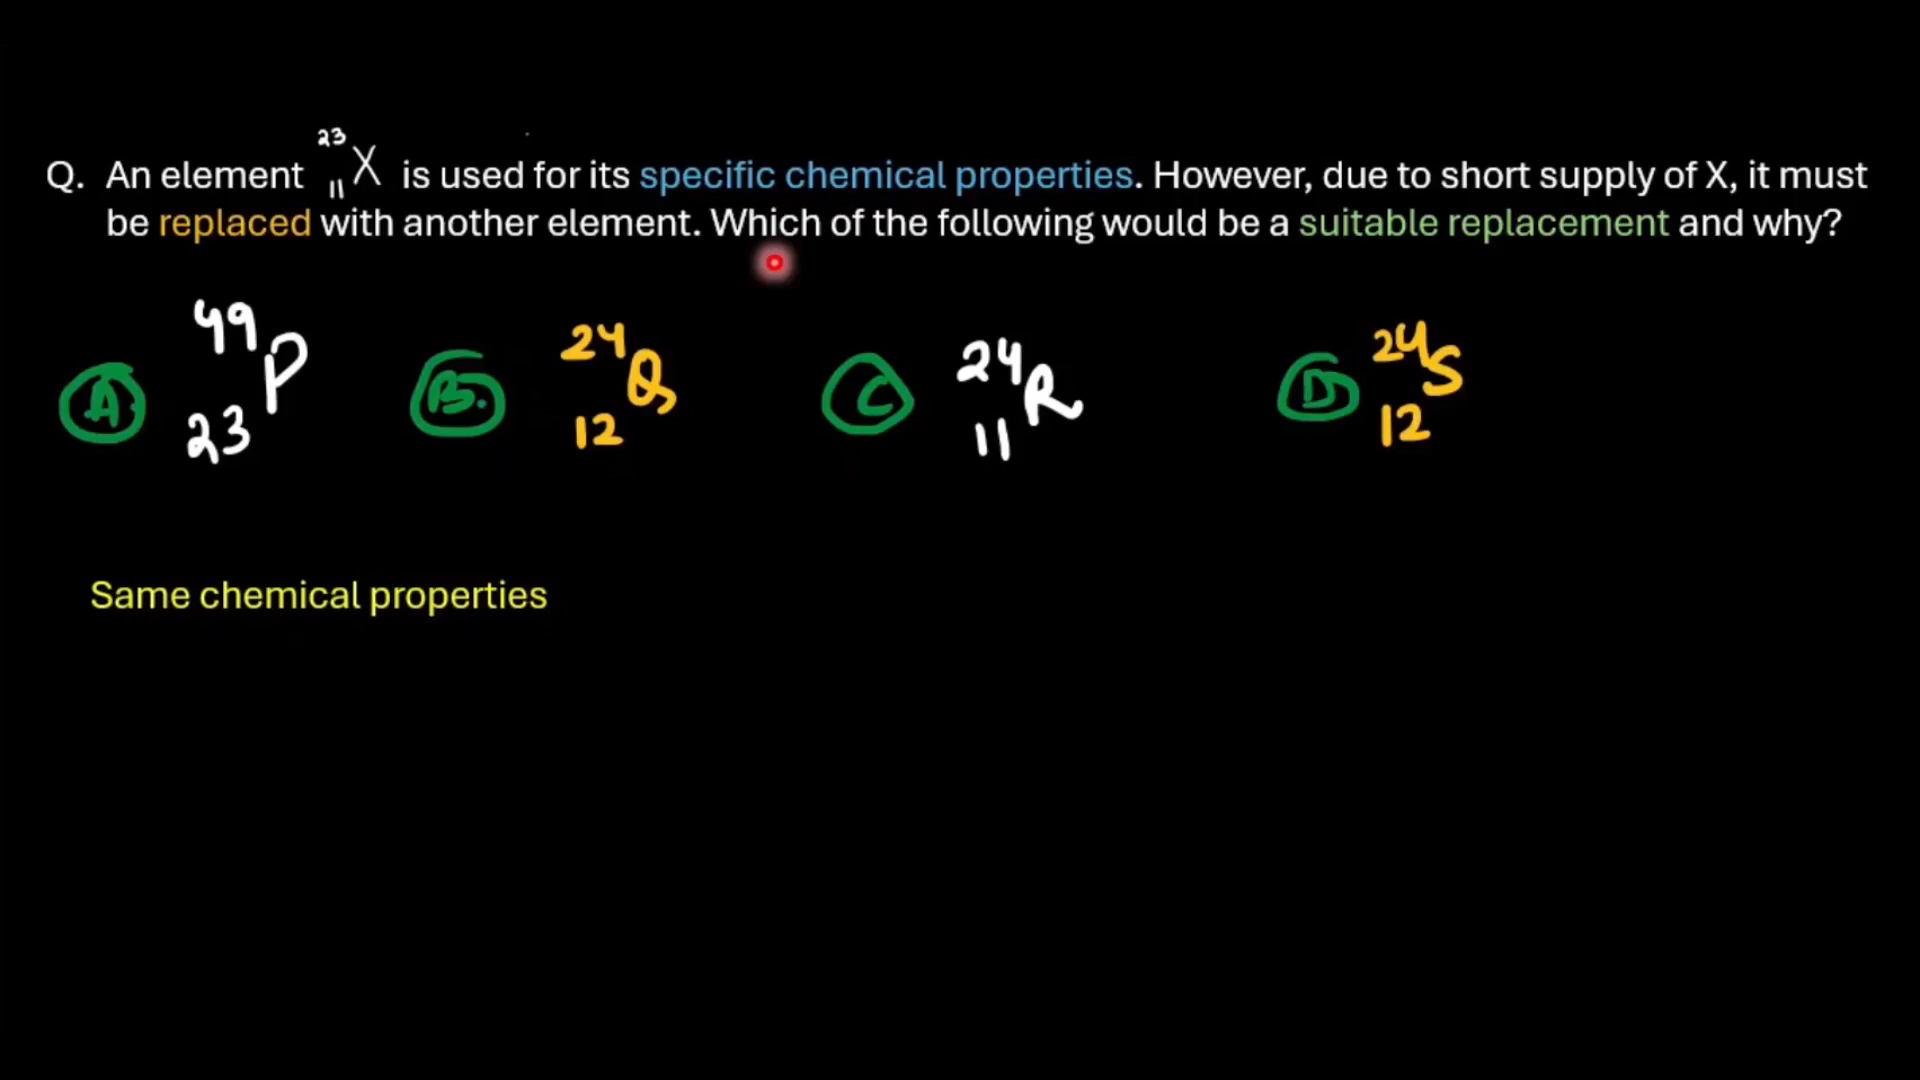 Q. An element ²³₁₁X is used for its specific chemical properties. However, due to short supply of X, it must
be replaced with another element. Which of the following would be a suitable replacement and why?
A. ⁴⁹₂₃P B. ²⁴₁₂Q C ²⁴₁₁R D ²⁴₁₂S
Same chemical properties